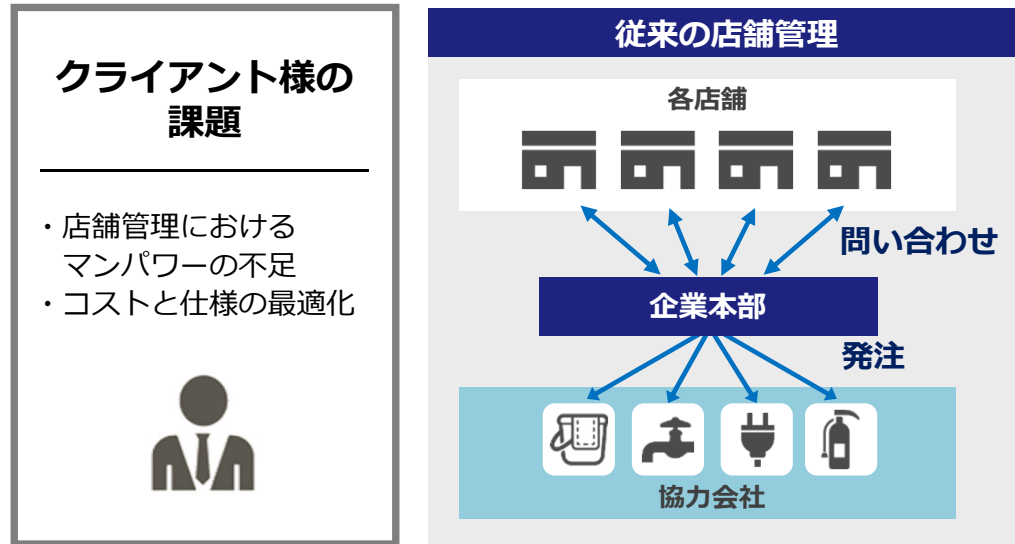 クライアント様の
課題
・店舗管理における
マンパワーの不足
・コストと仕様の最適化
従来の店舗管理
各店舗
問い合わせ
企業本部
発注
協力会社